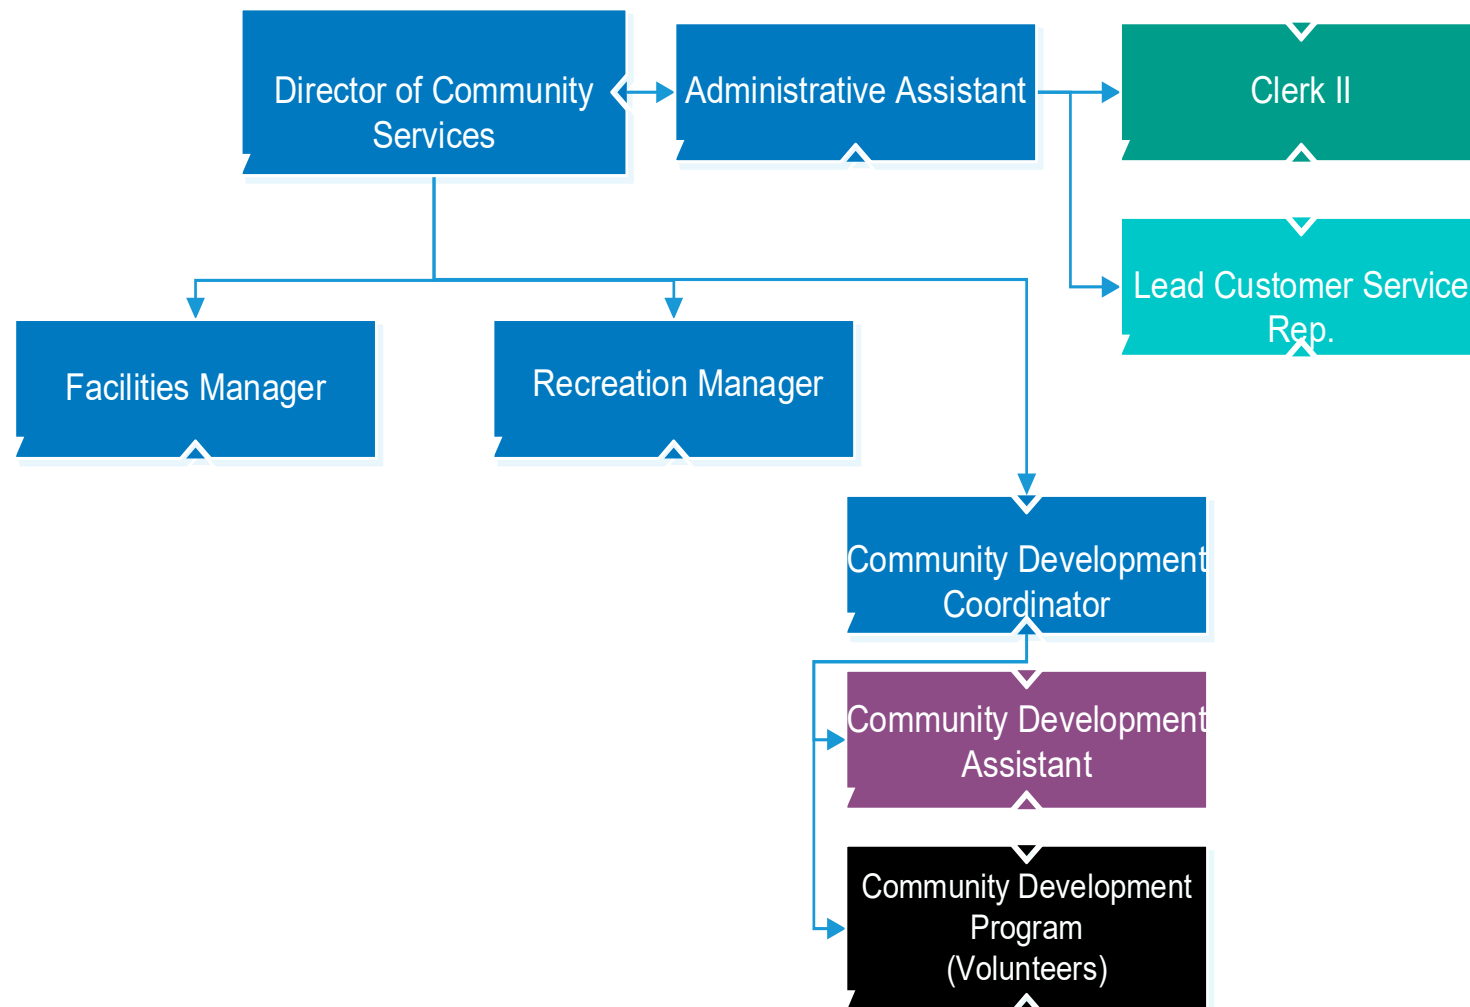 Director of Community
Services
Administrative Assistant
Clerk II
Lead Customer Service
Rep.
Facilities Manager
Recreation Manager
Community Development
Coordinator
Community Development
Assistant
Community Development
Program
(Volunteers)